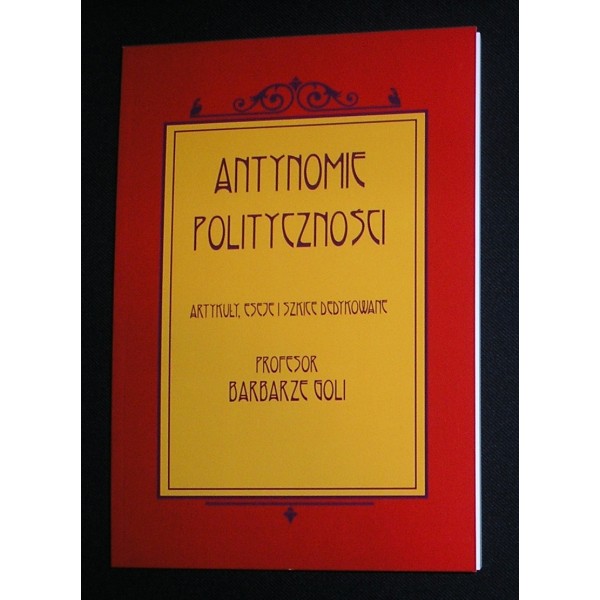 ANTYNOMIE
POLITYCZNOŚCI
ARTYKUŁY, ESEJE I SZKICE DEDYKOWANE
PROFESOR
BARBARZE GOLI